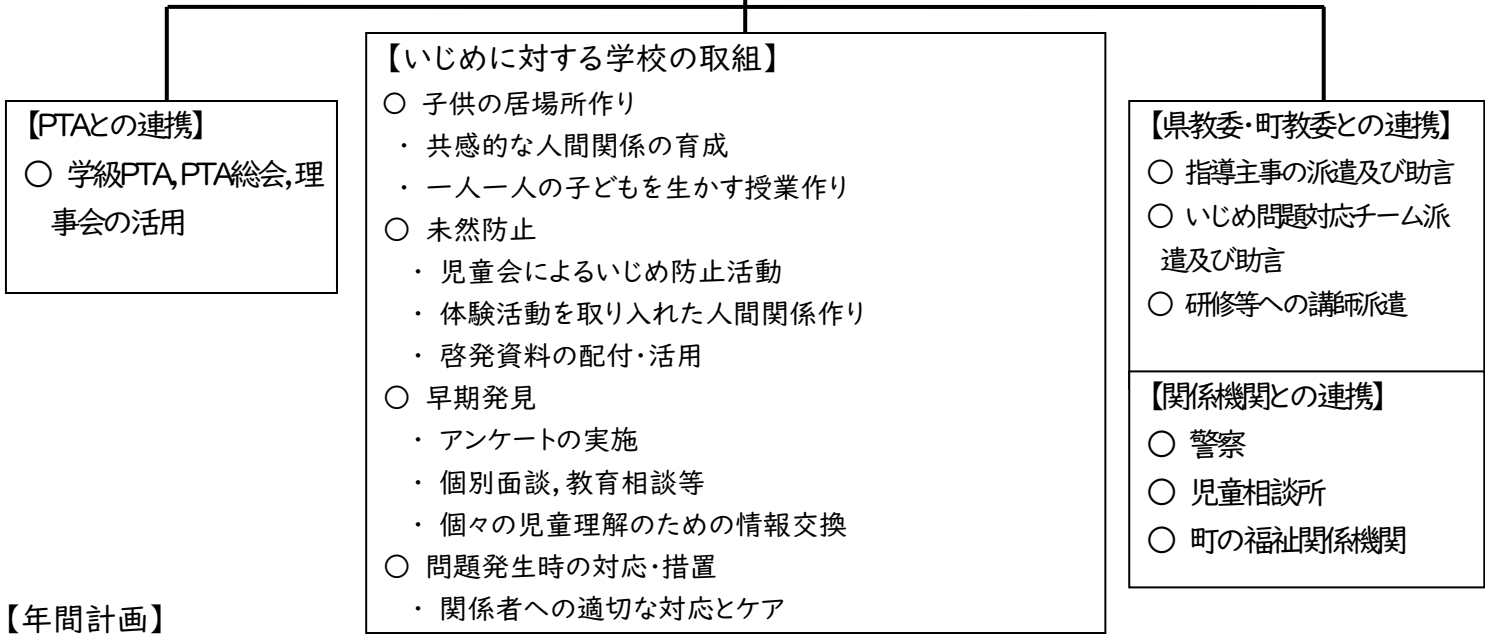 【PTAとの連携】
○ 学級PTA,PTA総会,理
事会の活用
【いじめに対する学校の取組】
○ 子供の居場所作り
・ 共感的な人間関係の育成
・ 一人一人の子どもを生かす授業作り
○ 未然防止
・ 児童会によるいじめ防止活動
・ 体験活動を取り入れた人間関係作り
・ 啓発資料の配付・活用
○ 早期発見
・ アンケートの実施
・ 個別面談,教育相談等
・ 個々の児童理解のための情報交換
○ 問題発生時の対応・措置
・ 関係者への適切な対応とケア
【県教委・町教委との連携】
○ 指導主事の派遣及び助言
○ いじめ問題対応チーム派
遣及び助言
○ 研修等への講師派遣
【関係機関との連携】
○ 警察
○ 児童相談所
○ 町の福祉関係機関
【年間計画】